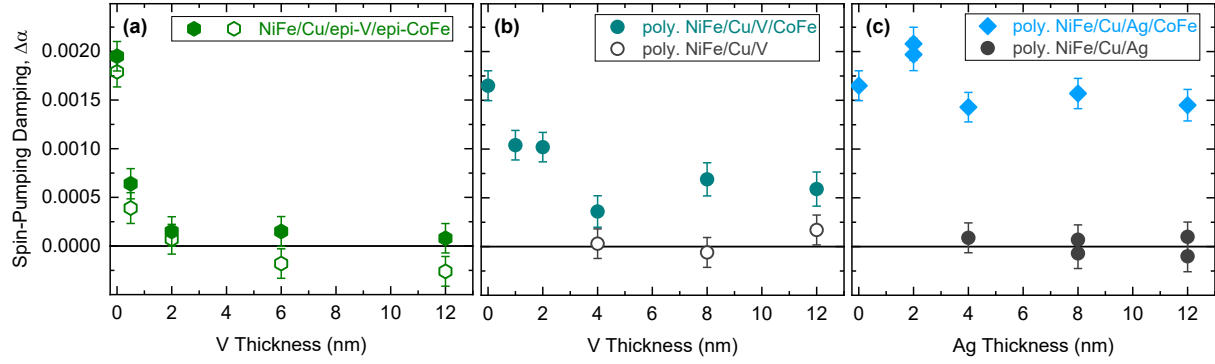 (a)
NiFe/Cu/epi-V/epi-CoFe
(b)
poly. NiFe/Cu/V/CoFe
poly. NiFe/Cu/V
(c)
poly. NiFe/Cu/Ag/CoFe
poly. NiFe/Cu/Ag
Spin-Pumping Damping, Δα
0.0020
0.0015
0.0010
0.0005
0.0000
0 2 4 6 8 10 12
0 2 4 6 8 10 12
0 2 4 6 8 10 12
V Thickness (nm)
V Thickness (nm)
Ag Thickness (nm)